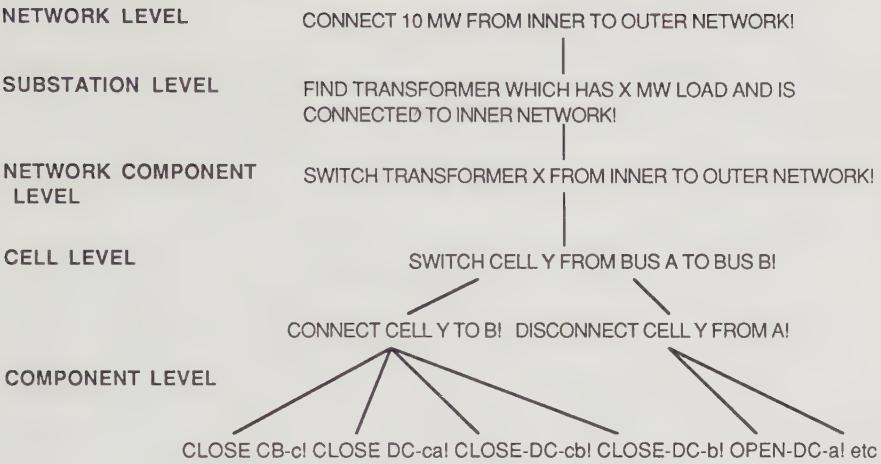 NETWORK LEVEL CONNECT 10 MW FROM INNER TO OUTER NETWORK!
SUBSTATION LEVEL FIND TRANSFORMER WHICH HAS X MW LOAD AND IS
CONNECTED TO INNER NETWORK!
NETWORK COMPONENT SWITCH TRANSFORMER X FROM INNER TO OUTER NETWORK!
LEVEL
CELL LEVEL SWITCH CELL Y FROM BUS A TO BUS B!
CONNECT CELL Y TO B! DISCONNECT CELL Y FROM A!
COMPONENT LEVEL
CLOSE CB-c! CLOSE DC-ca! CLOSE-DC-cb! CLOSE-DC-b! OPEN-DC-a! etc